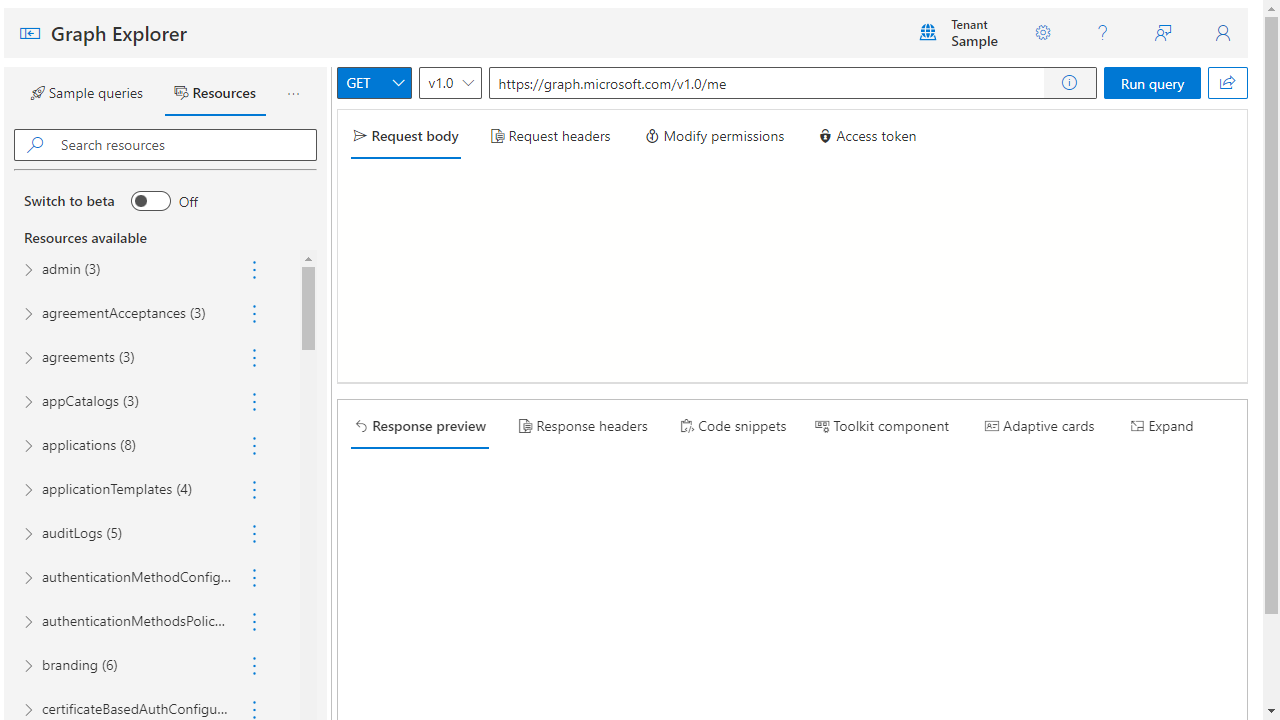 Graph Explorer
Tenant
Sample
Sample queries
Resources
Search resources
Switch to beta
Off
Resources available
admin (3)
agreementAcceptances (3)
agreements (3)
appCatalogs (3)
applications (8)
applicationTemplates (4)
auditLogs (5)
authenticationMethodConfig...
authenticationMethodsPolic...
branding (6)
certificateBasedAuthConfigu...
GET
v1.0
https://graph.microsoft.com/v1.0/me
Run query
Request body
Request headers
Modify permissions
Access token
Response preview
Response headers
Code snippets
Toolkit component
Adaptive cards
Expand